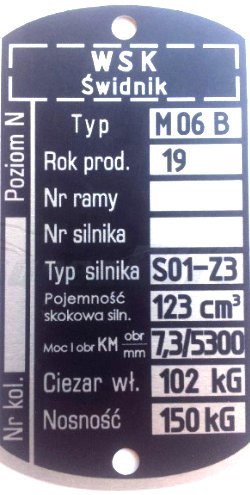 WSK
Świdnik
Typ M 06 B
Rok prod. 19
Nr ramy
Nr silnika
Typ silnika S01-Z3
Pojemność skokowa siln. 123 cm³
Moc i obr KM obr/mm 7,3/5300
Ciezar wł. 102 kG
Nosność 150 kG
Poziom N
Nr kol.